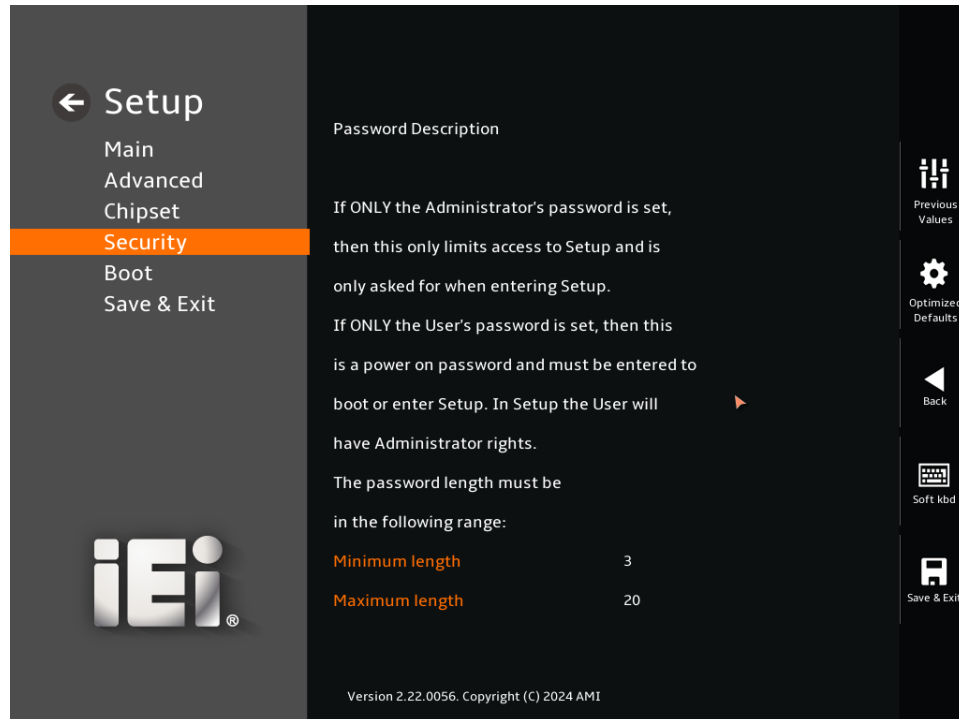 Setup
Main
Advanced
Chipset
Security
Boot
Save & Exit
iEi®
Password Description
If ONLY the Administrator's password is set,
then this only limits access to Setup and is
only asked for when entering Setup.
If ONLY the User's password is set, then this
is a power on password and must be entered to
boot or enter Setup. In Setup the User will
have Administrator rights.
The password length must be
in the following range:
Minimum length 3
Maximum length 20
Version 2.22.0056. Copyright (C) 2024 AMI
Previous
Values
Optimized
Defaults
Back
Soft kbd
Save & Exit